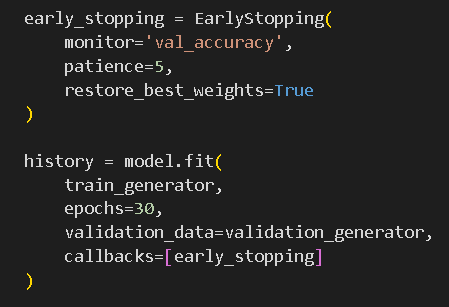 early_stopping = EarlyStopping(
    monitor='val_accuracy',
    patience=5,
    restore_best_weights=True
)
history = model.fit(
    train_generator,
    epochs=30,
    validation_data=validation_generator,
    callbacks=[early_stopping]
)